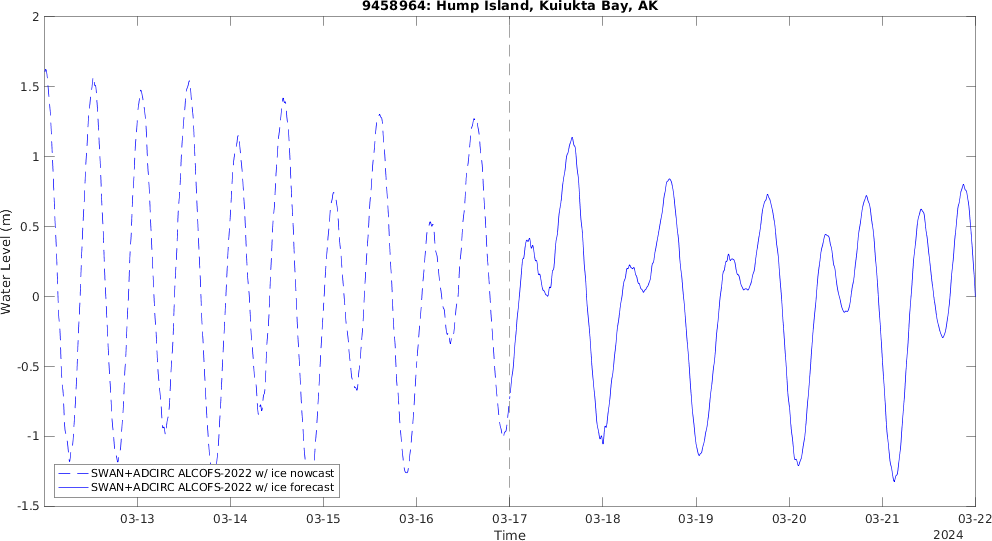 9458964: Hump Island, Kuiukta Bay, AK
2
1.5
1
0.5
0
-0.5
-1
-1.5
Water Level (m)
SWAN+ADCIRC ALCOFS-2022 w/ ice nowcast
SWAN+ADCIRC ALCOFS-2022 w/ ice forecast
03-13 03-14 03-15 03-16 03-17 03-18 03-19 03-20 03-21 03-22
Time
2024